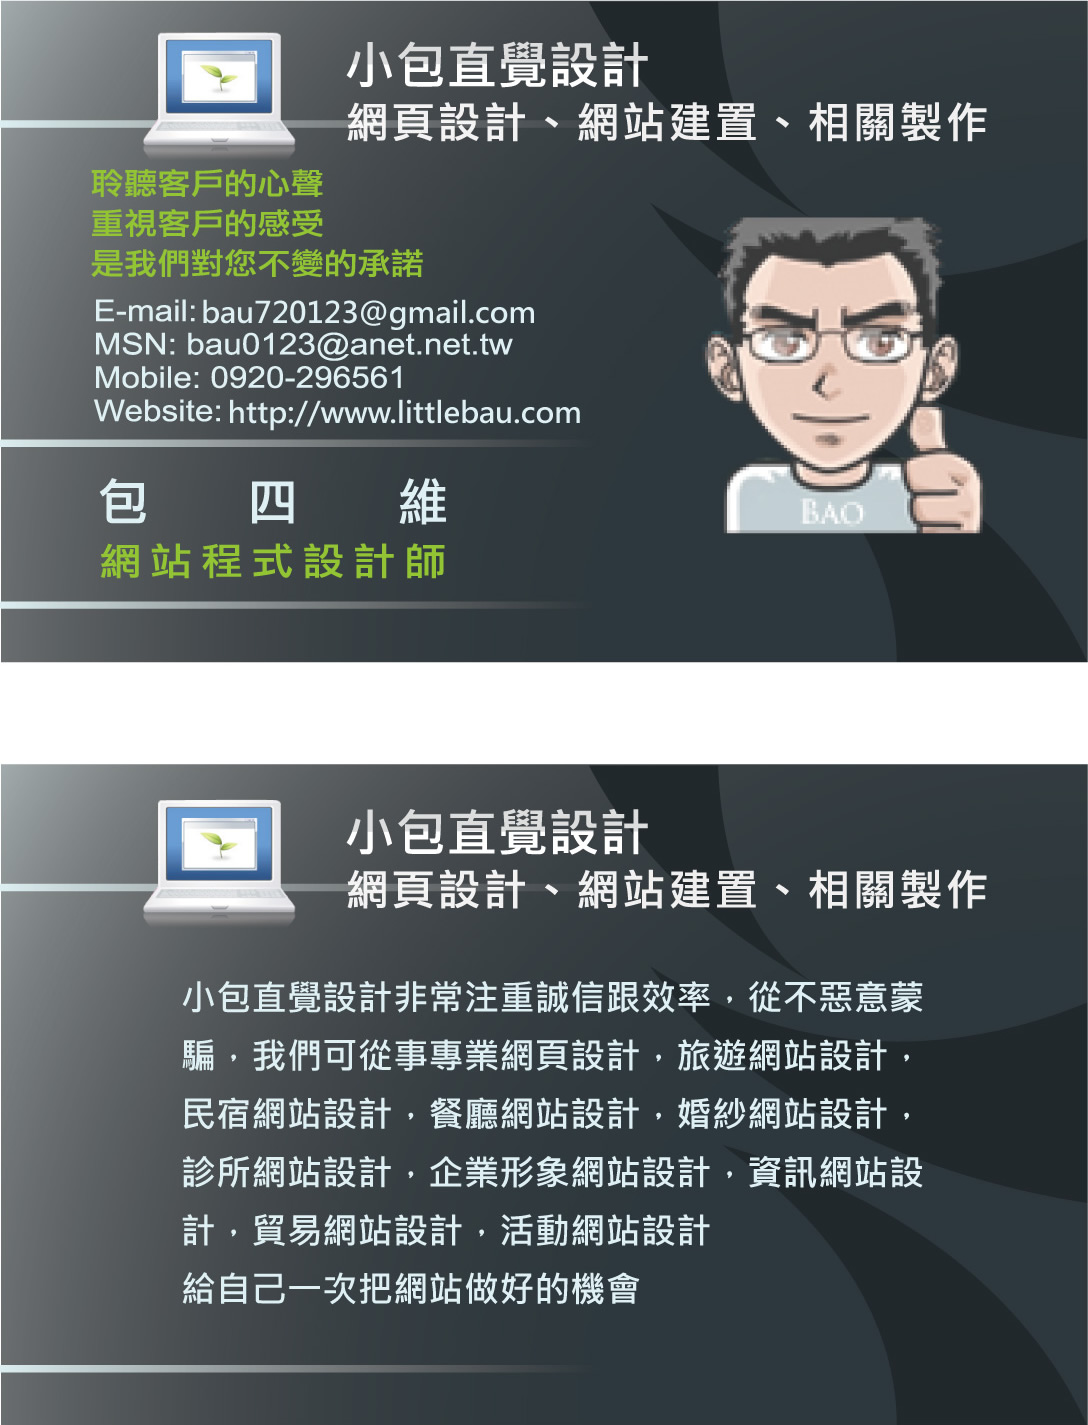 小包直覺設計
網頁設計、網站建置、相關製作
聆聽客戶的心聲
重視客戶的感受
是我們對您不變的承諾
E-mail: bau720123@gmail.com
MSN: bau0123@anet.net.tw
Mobile: 0920-296561
Website: http://www.littlebau.com
BAO
包 四 維
網站程式設計師
小包直覺設計
網頁設計、網站建置、相關製作
小包直覺設計非常注重誠信跟效率，從不惡意蒙
騙，我們可從事專業網頁設計，旅遊網站設計，
民宿網站設計，餐廳網站設計，婚紗網站設計，
診所網站設計，企業形象網站設計，資訊網站設
計，貿易網站設計，活動網站設計
給自己一次把網站做好的機會